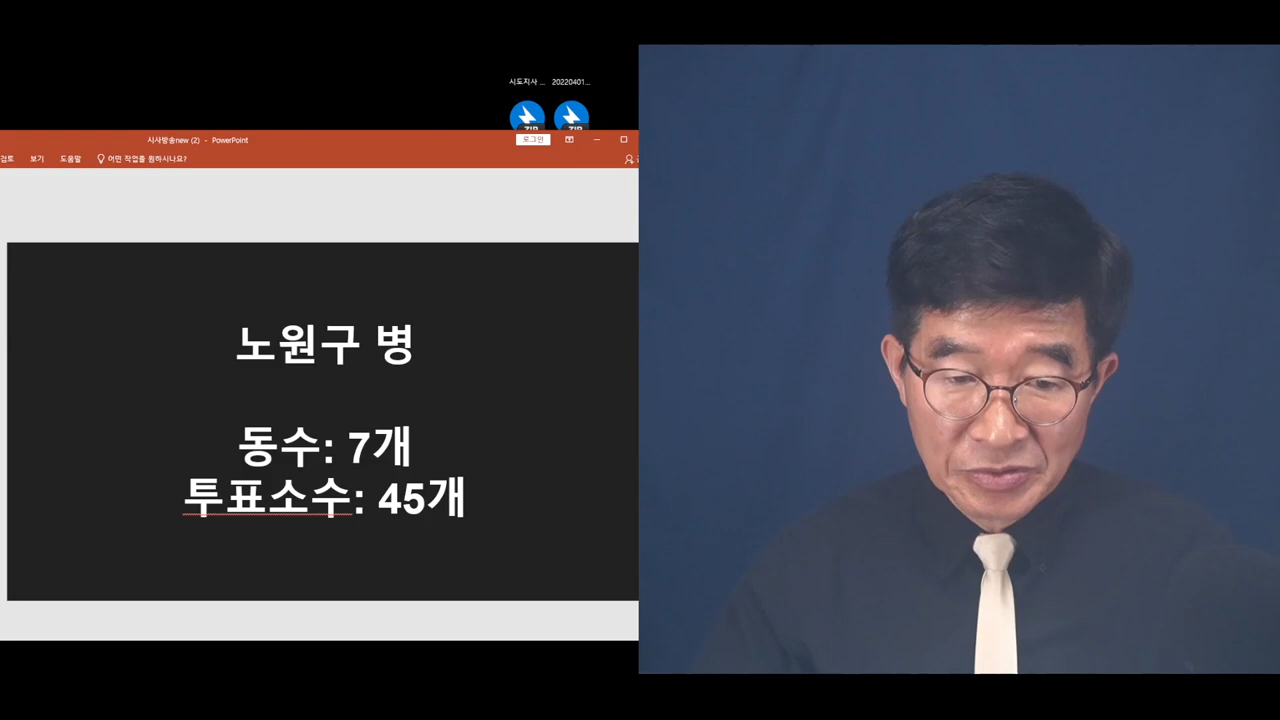 시도지사 ... 20220401...
ZIP ZIP
시사방송new (2) - PowerPoint
로그인
검토 보기 도움말 어떤 작업을 원하시나요?
노원구 병
동수: 7개
투표소수: 45개